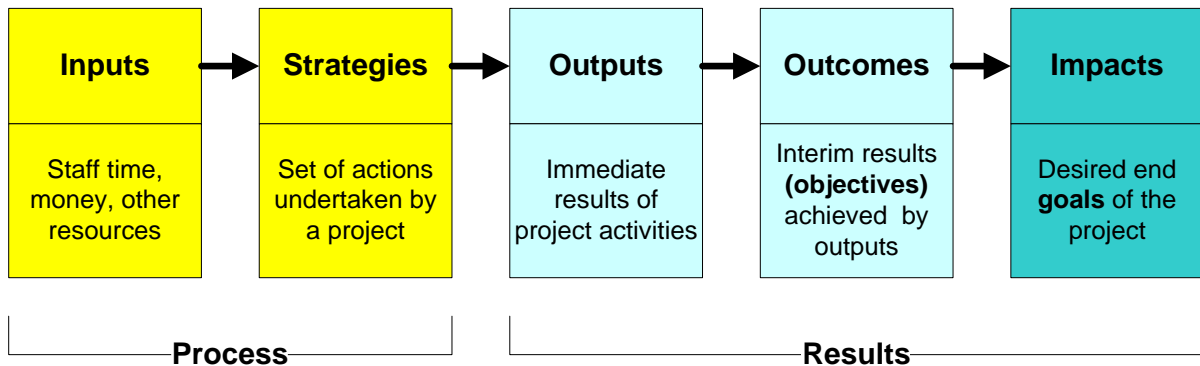 Inputs
Strategies
Outputs
Outcomes
Impacts
Staff time,
money, other
resources
Set of actions
undertaken by
a project
Immediate
results of
project activities
Interim results
(objectives)
achieved by
outputs
Desired end
goals of the
project
Process
Results